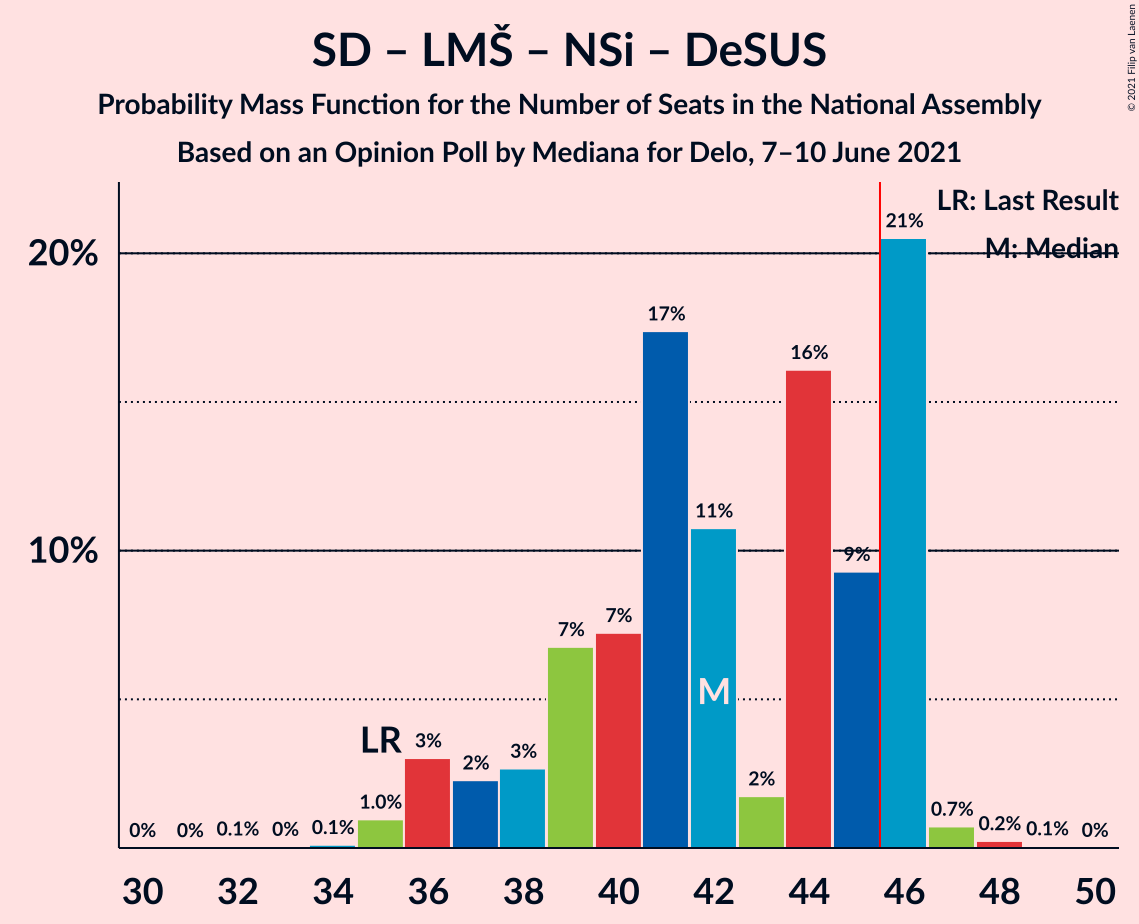 SD – LMŠ – NSi – DeSUS
Probability Mass Function for the Number of Seats in the National Assembly
Based on an Opinion Poll by Mediana for Delo, 7–10 June 2021
© 2021 Filip van Laenen
LR: Last Result
M: Median
20%
10%
0%
0%
0.1%
0%
0.1%
1.0%
3%
2%
3%
7%
7%
17%
11%
2%
16%
9%
21%
0.7%
0.2%
0.1%
0%
LR
M
30 32 34 36 38 40 42 44 46 48 50